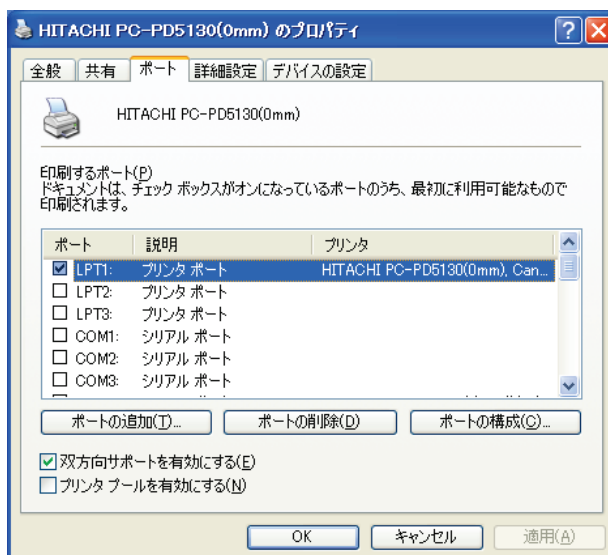 HITACHI PC-PD5130(0mm) のプロパティ
全般 共有 ポート 詳細設定 デバイスの設定
HITACHI PC-PD5130(0mm)
印刷するポート(P)
ドキュメントは、チェック ボックスがオンになっているポートのうち、最初に利用可能なもので
印刷されます。
ポート 説明 プリンタ
LPT1: プリンタ ポート HITACHI PC-PD5130(0mm), Can...
LPT2: プリンタ ポート
LPT3: プリンタ ポート
COM1: シリアル ポート
COM2: シリアル ポート
COM3: シリアル ポート
ポートの追加(T)... ポートの削除(D) ポートの構成(C)...
双方向サポートを有効にする(E)
プリンタ プールを有効にする(N)
OK キャンセル 適用(A)